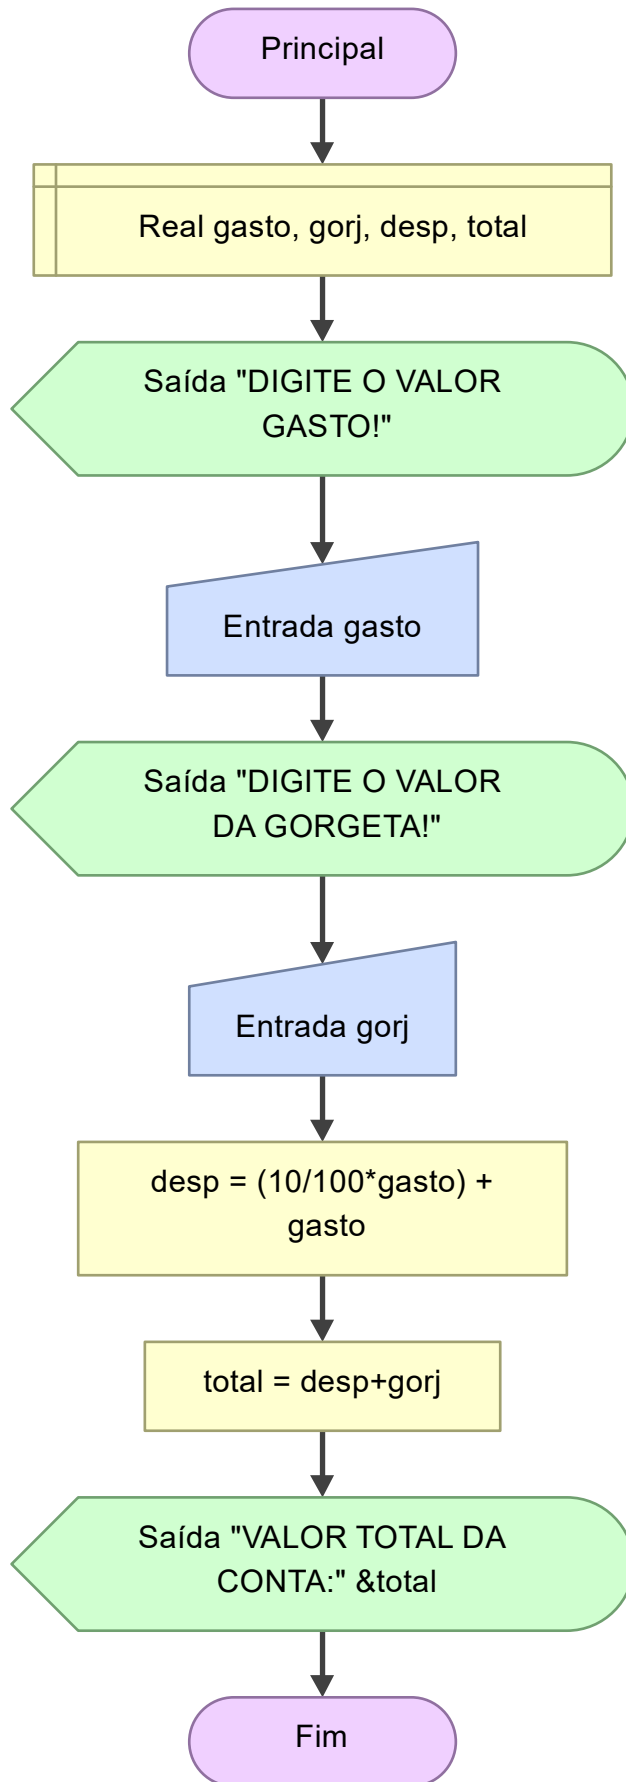 Principal
Real gasto, gorj, desp, total
Saída "DIGITE O VALOR
GASTO!"
Entrada gasto
Saída "DIGITE O VALOR
DA GORGETA!"
Entrada gorj
desp = (10/100*gasto) +
gasto
total = desp+gorj
Saída "VALOR TOTAL DA
CONTA:" &total
Fim